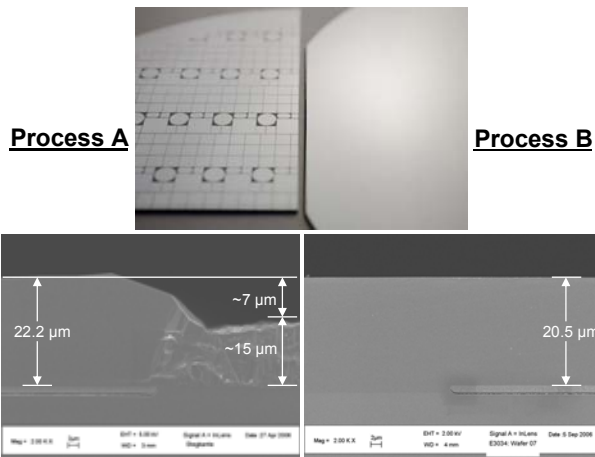 Process A
Process B
22.2 µm
~7 µm
~15 µm
20.5 µm
Mag = 2.00 K X
2µm
EHT = 5.00 kV
WD = 3 mm
Signal A = InLens
Date :27 Apr 2006
Mag = 2.00 K X
2µm
EHT = 2.00 kV
WD = 4 mm
Signal A = InLens
E3034: Wafer 07
Date :5 Sep 2006